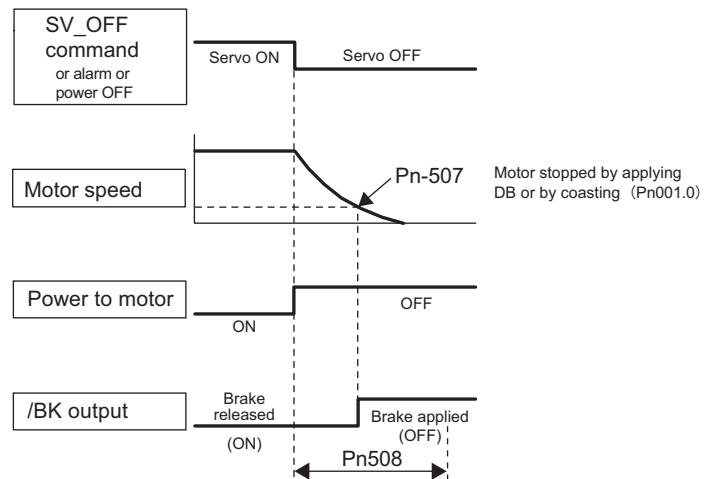 SV_OFF
command
or alarm or
power OFF
Servo ON
Servo OFF
Motor speed
Pn-507
Motor stopped by applying
DB or by coasting (Pn001.0)
Power to motor
ON
OFF
/BK output
Brake
released
(ON)
Brake applied
(OFF)
Pn508